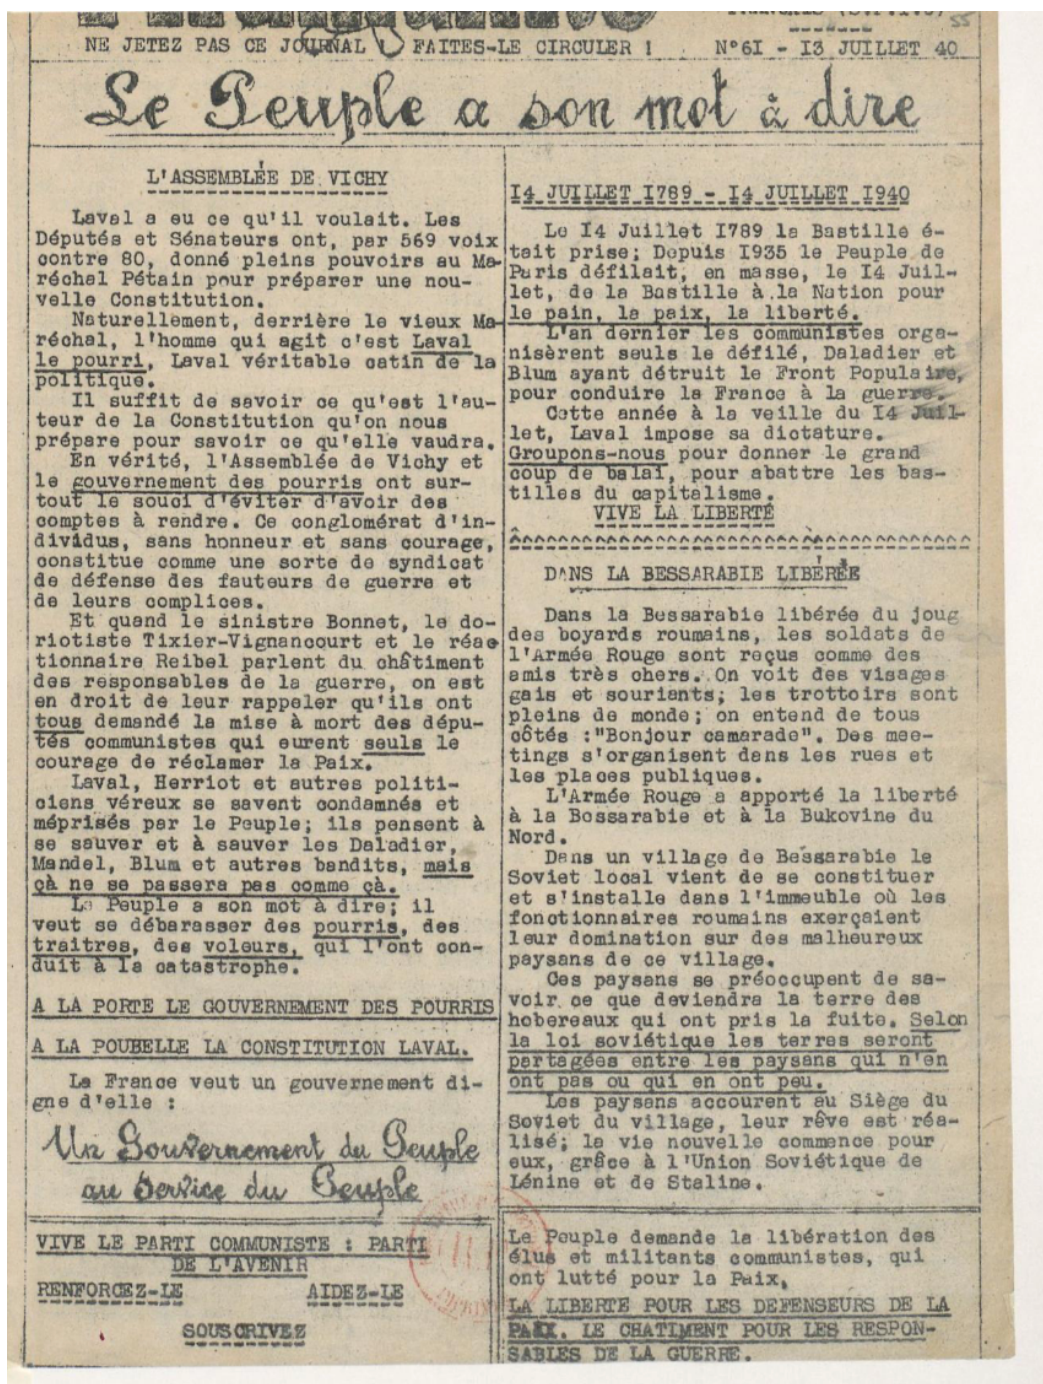 NE JETEZ PAS CE JOURNAL ! FAITES-LE CIRCULER ! N°6I - I3 JUILLET 40
55
Le Peuple a son mot à dire
L'ASSEMBLÉE DE VICHY
Laval a eu ce qu'il voulait. Les
Députés et Sénateurs ont, par 569 voix
contre 80, donné pleins pouvoirs au Ma-
réchal Pétain pour préparer une nou-
velle Constitution.
Naturellement, derrière le vieux Ma-
réchal, l'homme qui agit c'est Laval
le pourri, Laval véritable catin de la
politique.
Il suffit de savoir ce qu'est l'au-
teur de la Constitution qu'on nous
prépare pour savoir ce qu'elle vaudra.
En vérité, l'Assemblée de Vichy et
le gouvernement des pourris ont sur-
tout le souci d'éviter d'avoir des
comptes à rendre. Ce conglomérat d'in-
dividus, sans honneur et sans courage,
constitue comme une sorte de syndicat
de défense des fauteurs de guerre et
de leurs complices.
Et quand le sinistre Bonnet, le do-
riotiste Tixier-Vignancourt et le réac
tionnaire Reibel parlent du châtiment
des responsables de la guerre, on est
en droit de leur rappeler qu'ils ont
tous demandé la mise à mort des dépu-
tés communistes qui eurent seuls le
courage de réclamer la Paix.
Laval, Herriot et autres politi-
ciens véreux se savent condamnés et
méprisés par le Peuple; ils pensent à
se sauver et à sauver les Daladier,
Mandel, Blum et autres bandits, mais
çà ne se passera pas comme çà.
Le Peuple a son mot à dire; il
veut se débarasser des pourris, des
traitres, des voleurs, qui l'ont con-
duit à la catastrophe.
A LA PORTE LE GOUVERNEMENT DES POURRIS
A LA POUBELLE LA CONSTITUTION LAVAL.
La France veut un gouvernement di-
gne d'elle :
Un Gouvernement du Peuple
au Service du Peuple
VIVE LE PARTI COMMUNISTE : PARTI
DE L'AVENIR
RENFORCEZ-LE AIDEZ-LE
SOUSCRIVEZ
I4 JUILLET I789 - I4 JUILLET I940
Le I4 Juillet I789 la Bastille é-
tait prise; Depuis I935 le Peuple de
Paris défilait, en masse, le I4 Juil-
let, de la Bastille à la Nation pour
le pain, la paix, la liberté.
L'an dernier les communistes orga-
nisèrent seuls le défilé, Daladier et
Blum ayant détruit le Front Populaire,
pour conduire la France à la guerre.
Cette année à la veille du I4 Juil-
let, Laval impose sa dictature.
Groupons-nous pour donner le grand
coup de balai, pour abattre les bas-
tilles du capitalisme.
VIVE LA LIBERTÉ
DANS LA BESSARABIE LIBÉRÉE
Dans la Bessarabie libérée du joug
des boyards roumains, les soldats de
l'Armée Rouge sont reçus comme des
amis très chers. On voit des visages
gais et souriants; les trottoirs sont
pleins de monde; on entend de tous
côtés :"Bonjour camarade". Des mee-
tings s'organisent dans les rues et
les places publiques.
L'Armée Rouge a apporté la liberté
à la Bessarabie et à la Bukovine du
Nord.
Dans un village de Bessarabie le
Soviet local vient de se constituer
et s'installe dans l'immeuble où les
fonctionnaires roumains exerçaient
leur domination sur des malheureux
paysans de ce village.
Ces paysans se préoccupent de sa-
voir ce que deviendra la terre des
hobereaux qui ont pris la fuite. Selon
la loi soviétique les terres seront
partagées entre les paysans qui n'en
ont pas ou qui en ont peu.
Les paysans accourent au Siège du
Soviet du village, leur rêve est réa-
lisé; la vie nouvelle commence pour
eux, grâce à l'Union Soviétique de
Lénine et de Staline.
Le Peuple demande la libération des
élus et militants communistes, qui
ont lutté pour la Paix.
LA LIBERTE POUR LES DEFENSEURS DE LA
PAIX. LE CHATIMENT POUR LES RESPON-
SABLES DE LA GUERRE.